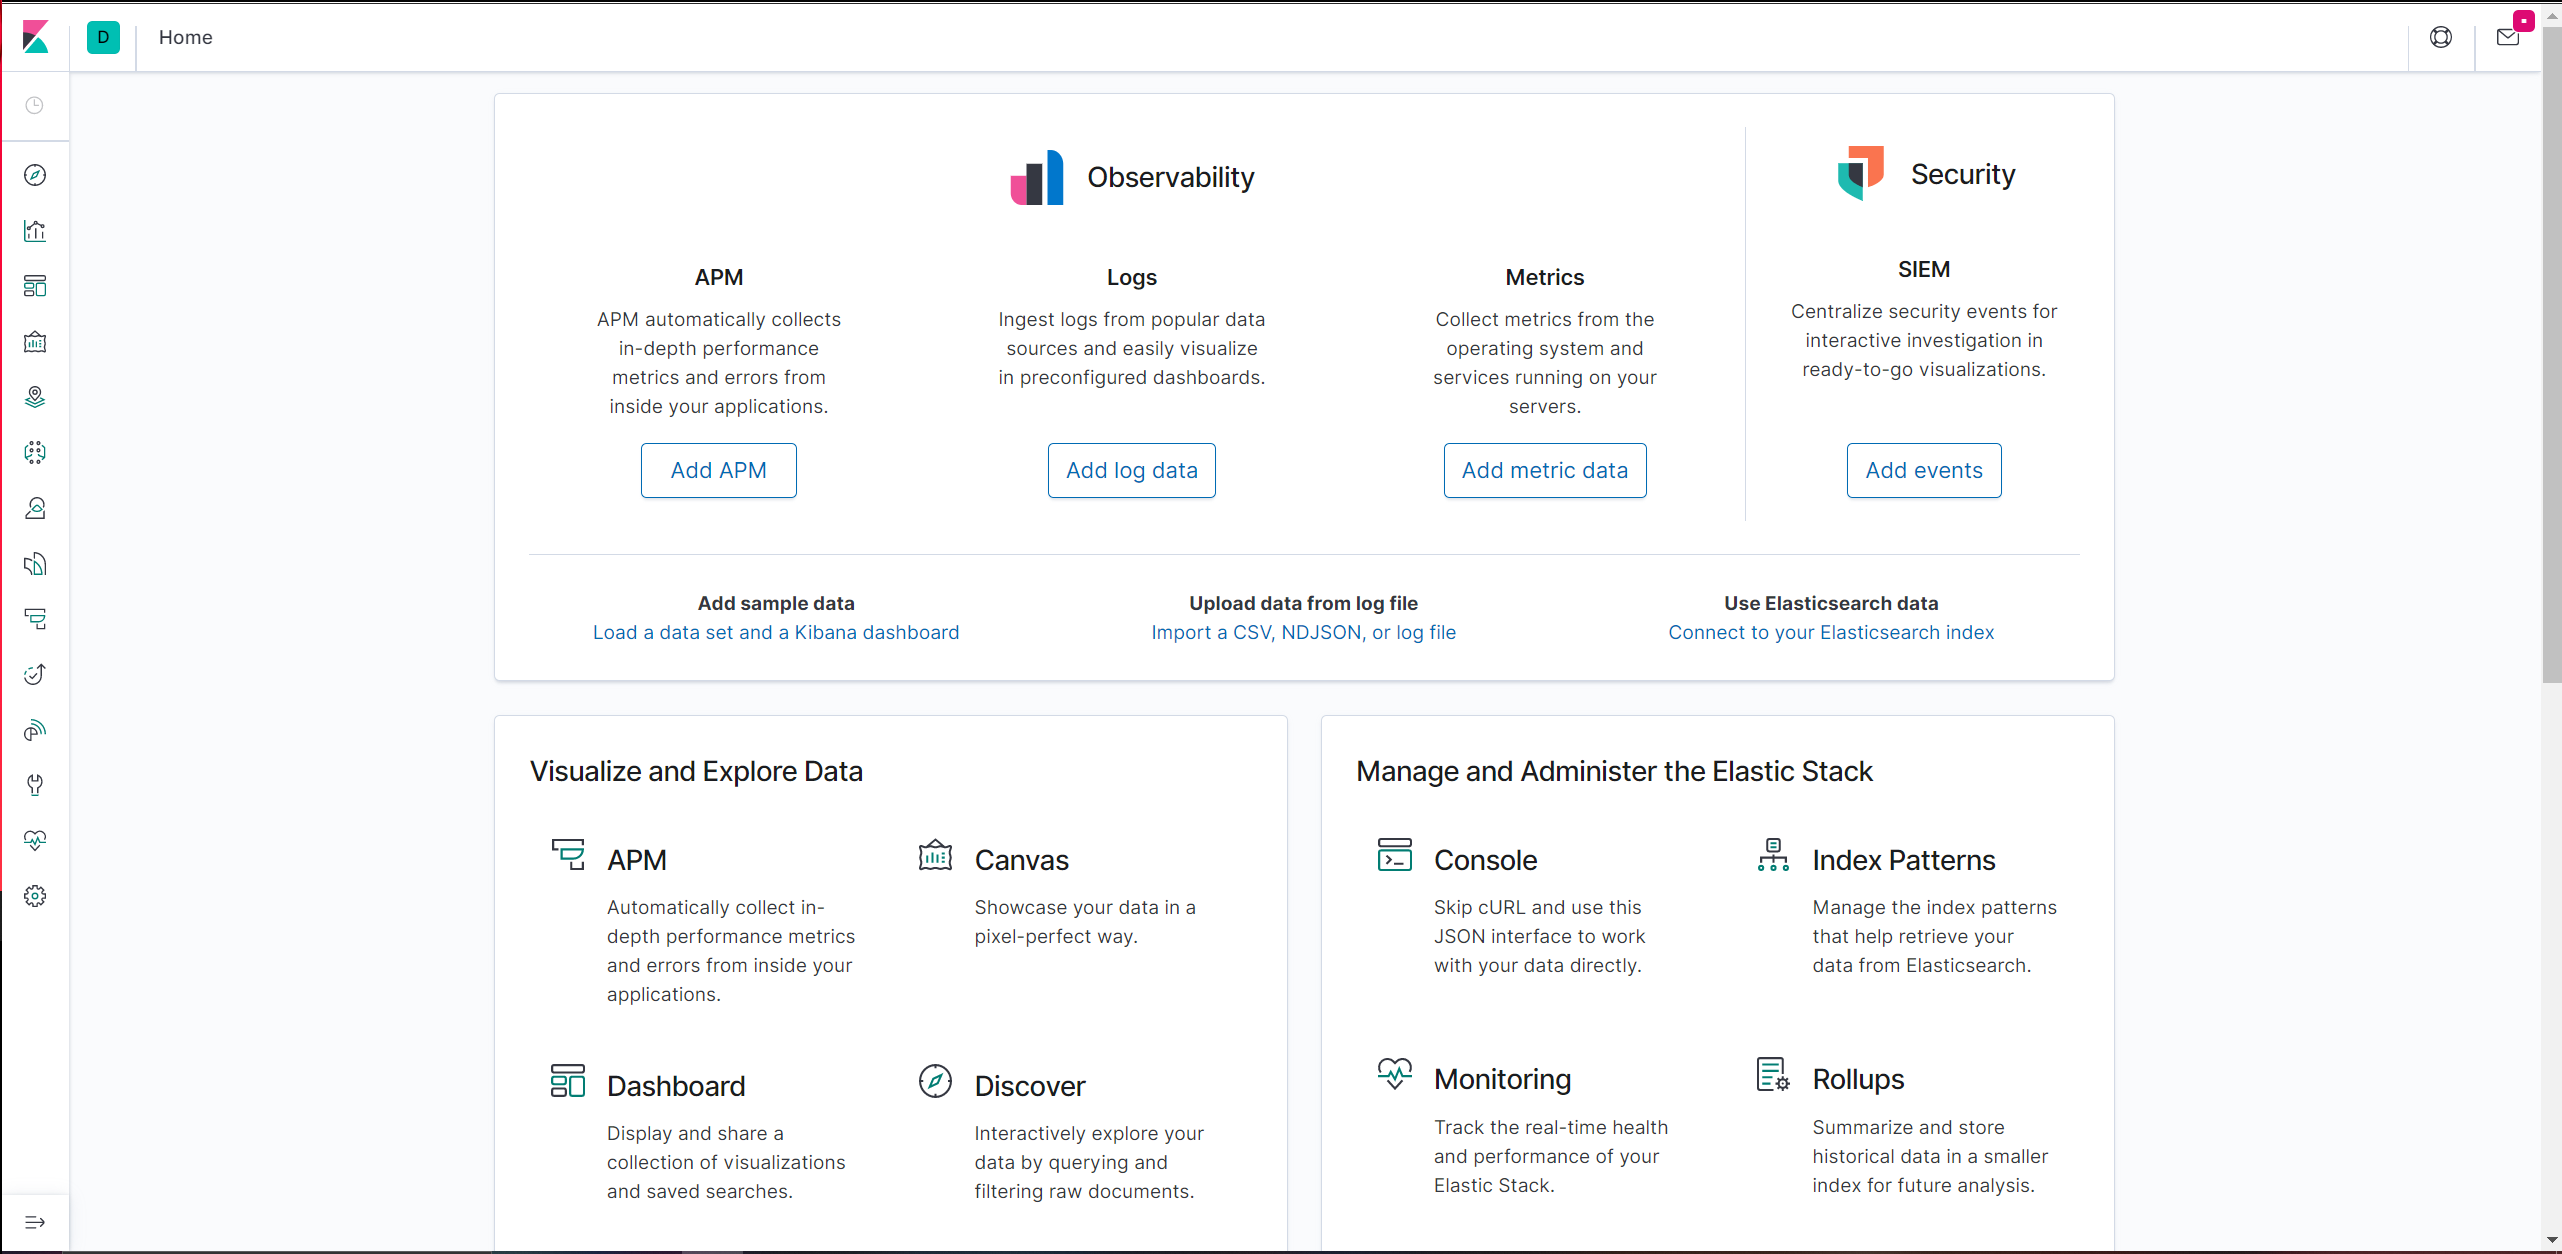 D
Home
Observability
Security
APM
APM automatically collects
in-depth performance
metrics and errors from
inside your applications.
Add APM
Logs
Ingest logs from popular data
sources and easily visualize
in preconfigured dashboards.
Add log data
Metrics
Collect metrics from the
operating system and
services running on your
servers.
Add metric data
SIEM
Centralize security events for
interactive investigation in
ready-to-go visualizations.
Add events
Add sample data
Load a data set and a Kibana dashboard
Upload data from log file
Import a CSV, NDJSON, or log file
Use Elasticsearch data
Connect to your Elasticsearch index
Visualize and Explore Data
APM
Automatically collect in-
depth performance metrics
and errors from inside your
applications.
Canvas
Showcase your data in a
pixel-perfect way.
Dashboard
Display and share a
collection of visualizations
and saved searches.
Discover
Interactively explore your
data by querying and
filtering raw documents.
Manage and Administer the Elastic Stack
Console
Skip cURL and use this
JSON interface to work
with your data directly.
Index Patterns
Manage the index patterns
that help retrieve your
data from Elasticsearch.
Monitoring
Track the real-time health
and performance of your
Elastic Stack.
Rollups
Summarize and store
historical data in a smaller
index for future analysis.